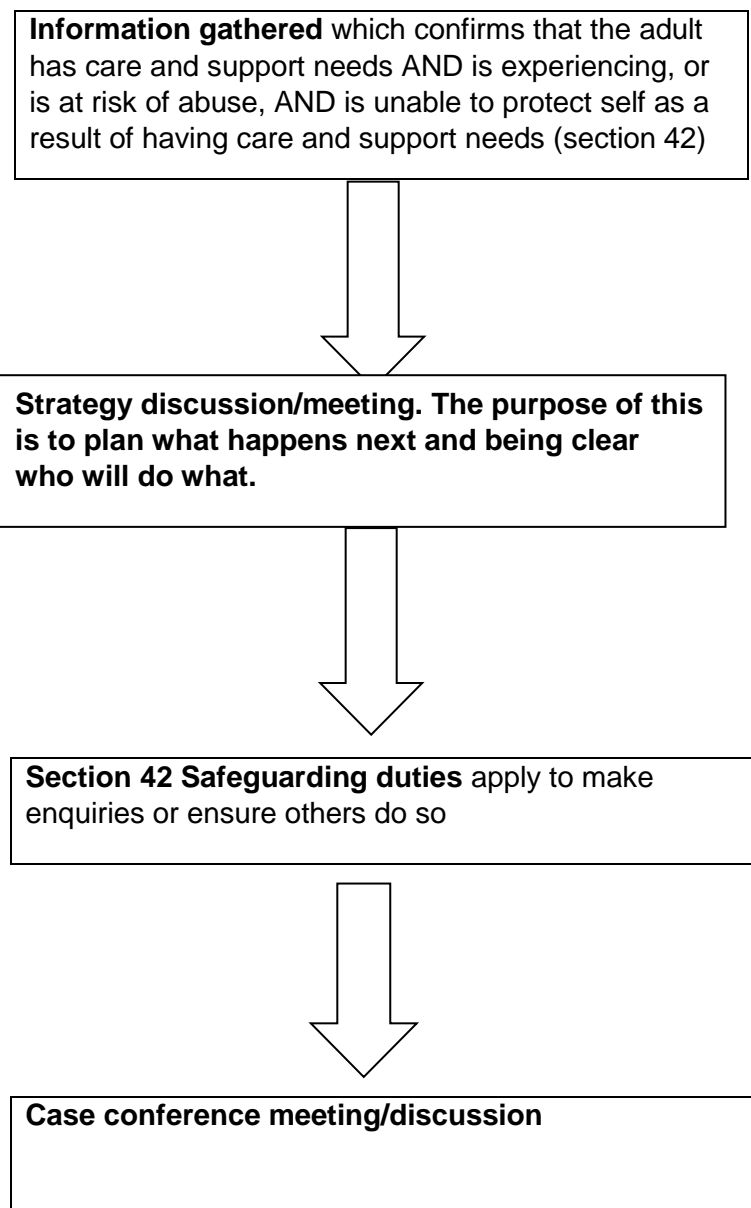 Information gathered which confirms that the adult
has care and support needs AND is experiencing, or
is at risk of abuse, AND is unable to protect self as a
result of having care and support needs (section 42)
Strategy discussion/meeting. The purpose of this
is to plan what happens next and being clear
who will do what.
Section 42 Safeguarding duties apply to make
enquiries or ensure others do so
Case conference meeting/discussion